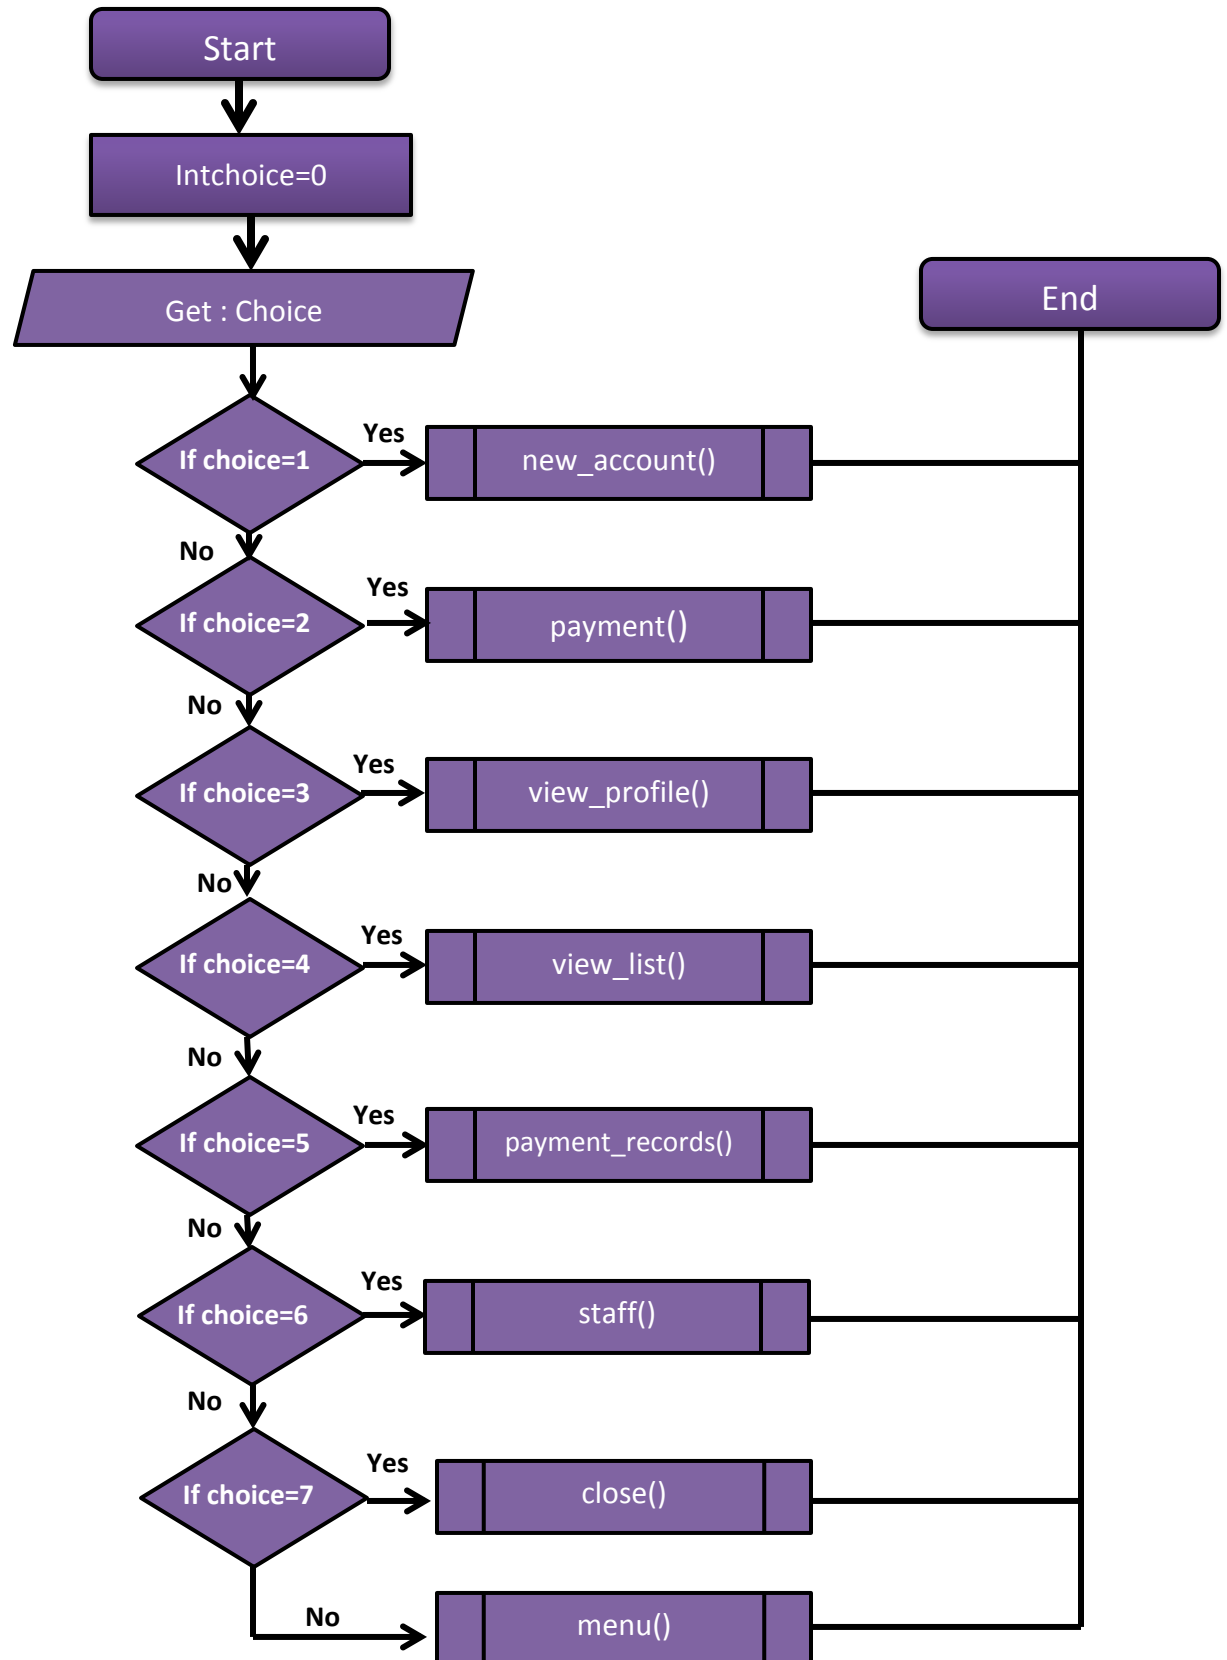 Start
Intchoice=0
Get : Choice
End
If choice=1
Yes
new_account()
No
If choice=2
Yes
payment()
No
If choice=3
Yes
view_profile()
No
If choice=4
Yes
view_list()
No
If choice=5
Yes
payment_records()
No
If choice=6
Yes
staff()
No
If choice=7
Yes
close()
No
menu()